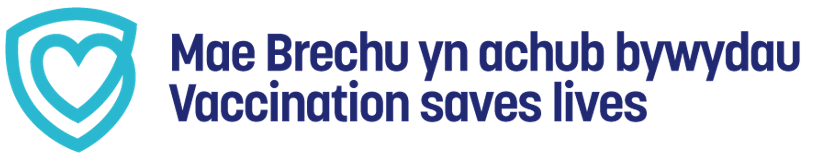 Mae Brechu yn achub bywydau
Vaccination saves lives